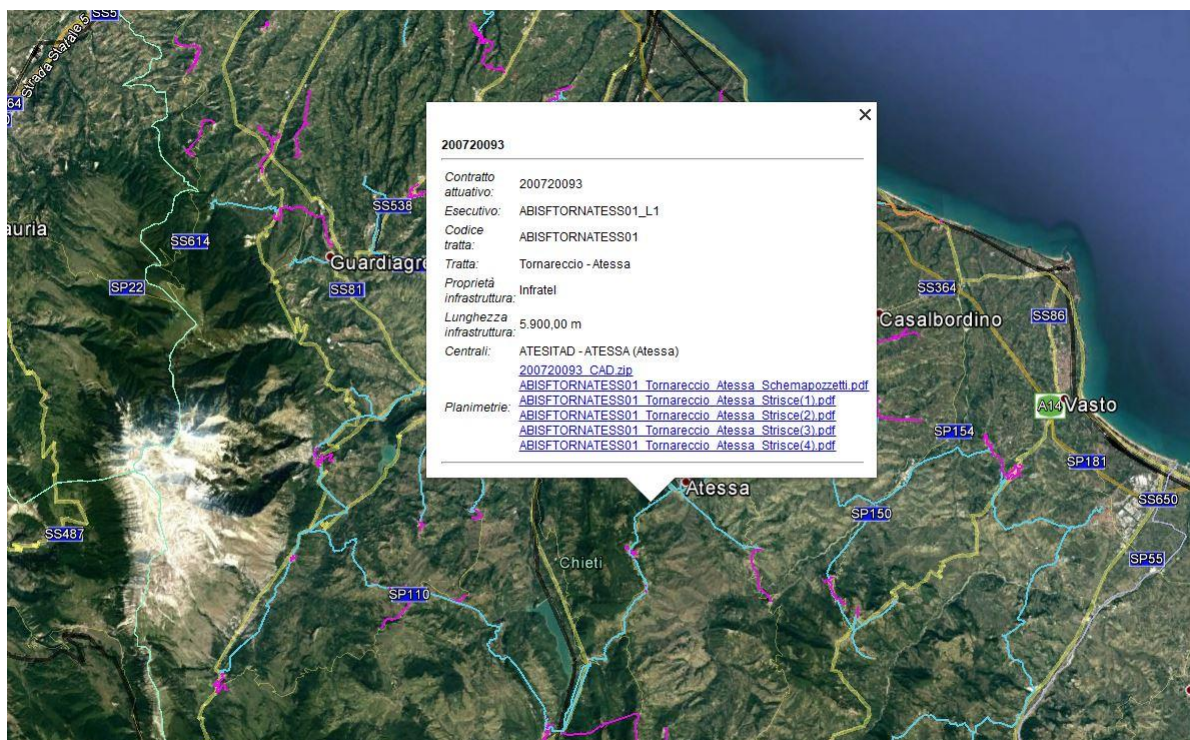 SS5
Strada Statale 5
64
200720093
Contratto attuativo: 200720093
Esecutivo: ABISFTORNATESS01_L1
Codice tratta: ABISFTORNATESS01
Tratta: Tornareccio - Atessa
Proprietà infrastruttura: Infratel
Lunghezza infrastruttura: 5.900,00 m
Centrali: ATESITAD - ATESSA (Atessa)
Planimetrie: 200720093_CAD.zip
ABISFTORNATESS01_Tornareccio_Atessa_Schemapozzetti.pdf
ABISFTORNATESS01_Tornareccio_Atessa_Strisce(1).pdf
ABISFTORNATESS01_Tornareccio_Atessa_Strisce(2).pdf
ABISFTORNATESS01_Tornareccio_Atessa_Strisce(3).pdf
ABISFTORNATESS01_Tornareccio_Atessa_Strisce(4).pdf
SS538
auria
SS614
Guardiagre
SP22
SS81
SS364
Casalbordino
SS86
A14 Vasto
SP154
SP181
Atessa
SS650
SP150
SS487
Chieti
SP55
SP110